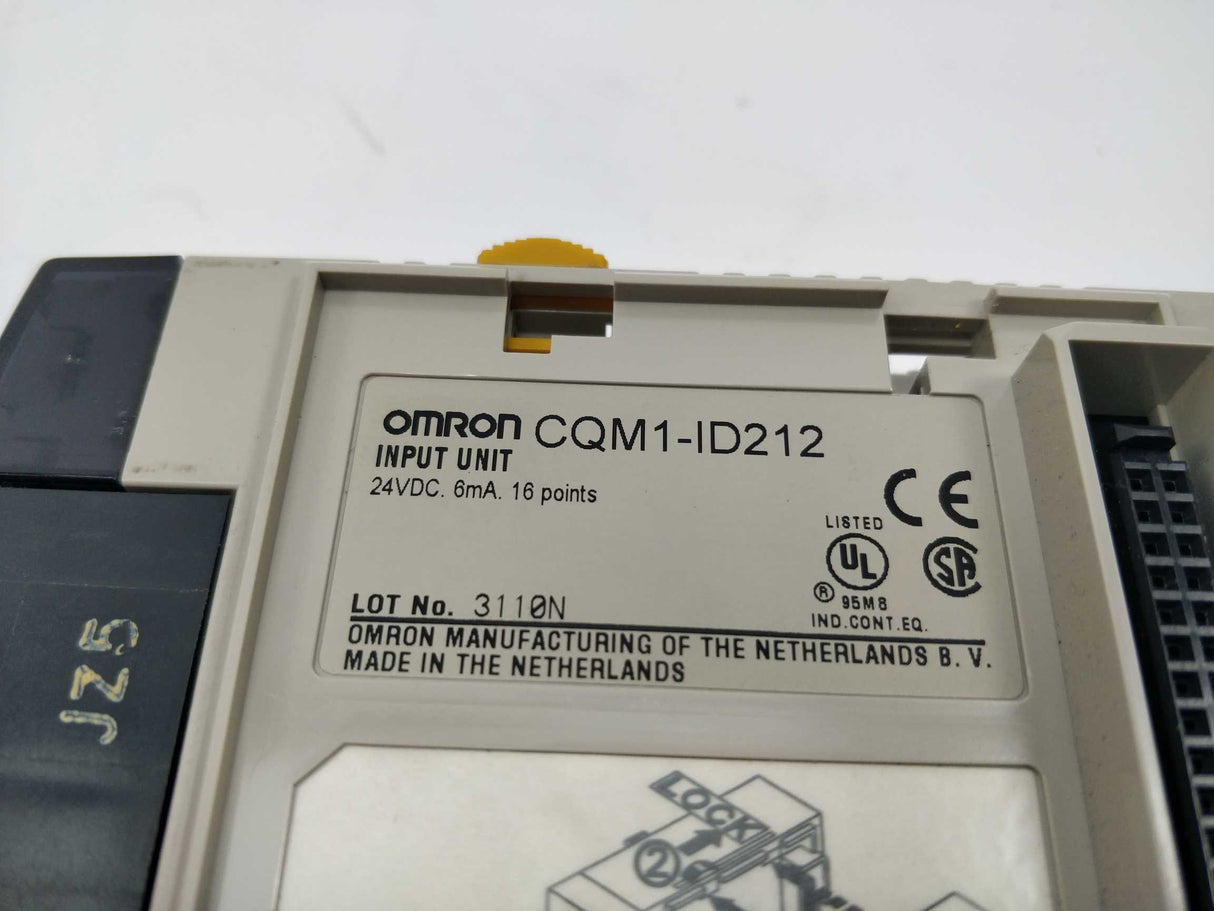 OMRON CQM1-ID212
INPUT UNIT
24VDC. 6mA. 16 points
CE
LISTED
UL
SA
® 95M8
IND.CONT.EQ.
LOT No. 3110N
OMRON MANUFACTURING OF THE NETHERLANDS B. V.
MADE IN THE NETHERLANDS
JZ5
LOCK
2